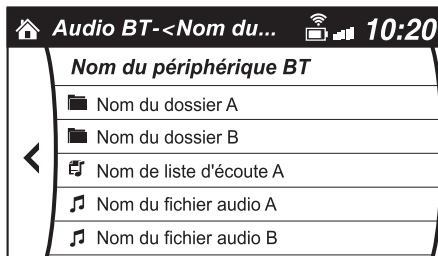 Audio BT-<Nom du... 10:20
Nom du périphérique BT
Nom du dossier A
Nom du dossier B
Nom de liste d'écoute A
Nom du fichier audio A
Nom du fichier audio B